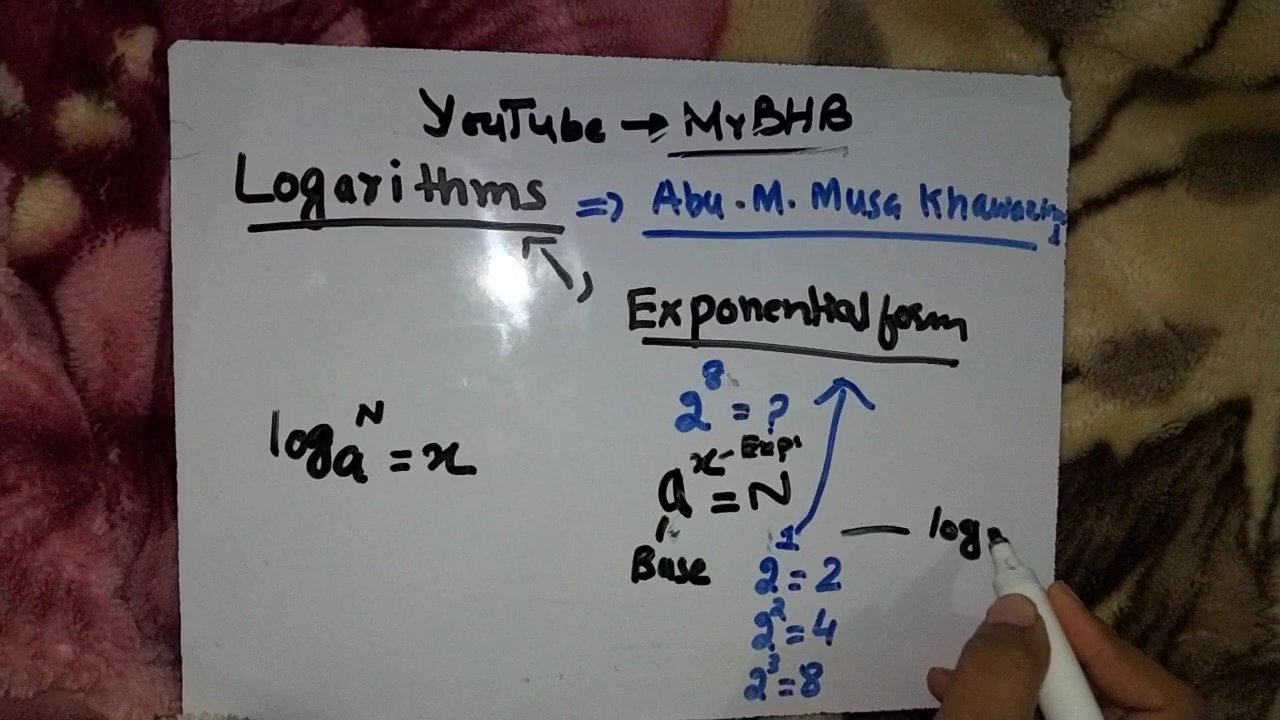 YouTube → MrBHB
Logarithms ⇒ Abu. M. Musa Khawarizmi
Exponential form
2⁸ = ?
logₐᴺ = x
aˣ = N
Exp.
Base
2¹ = 2
— log
2² = 4
2³ = 8